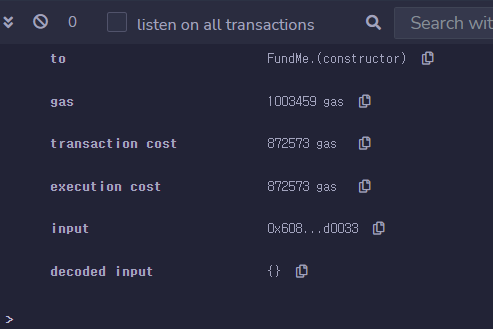 0 listen on all transactions Search wit
to FundMe.(constructor)
gas 1003459 gas
transaction cost 872573 gas
execution cost 872573 gas
input 0x608...d0033
decoded input {}
>